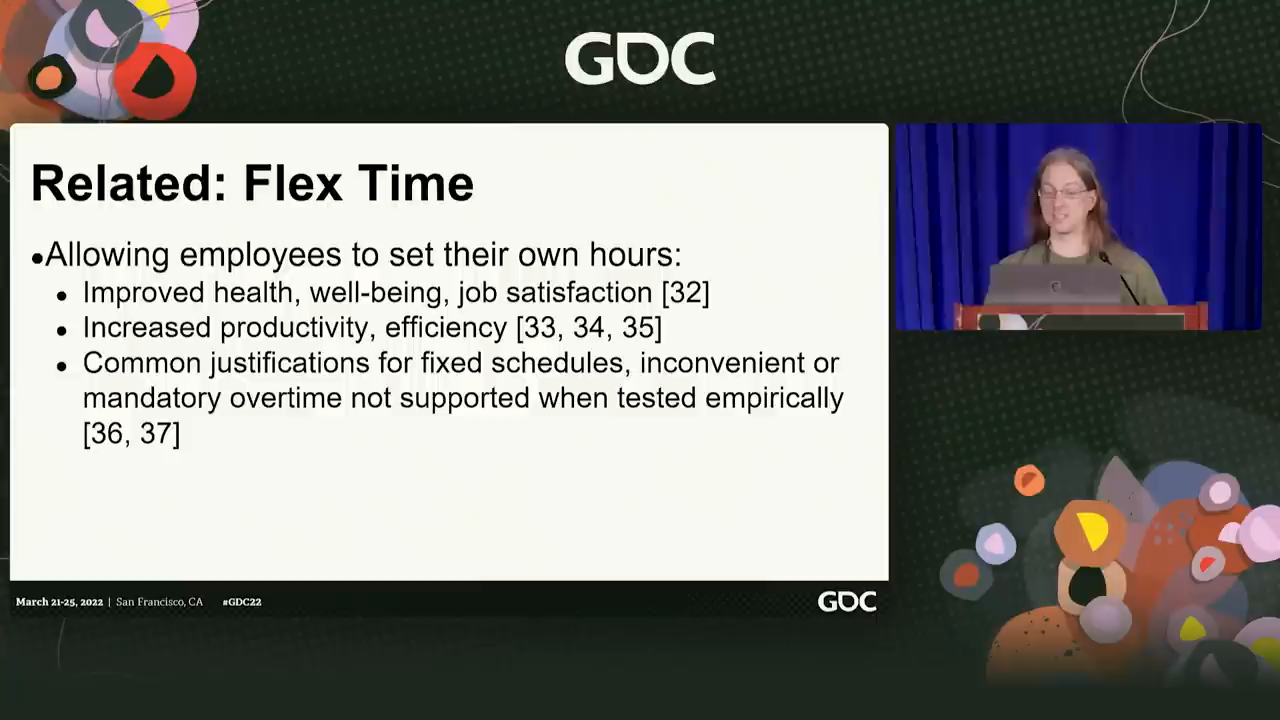 GDC
Related: Flex Time
•Allowing employees to set their own hours:
• Improved health, well-being, job satisfaction [32]
• Increased productivity, efficiency [33, 34, 35]
• Common justifications for fixed schedules, inconvenient or
mandatory overtime not supported when tested empirically
[36, 37]
March 21-25, 2022 | San Francisco, CA #GDC22
GDC